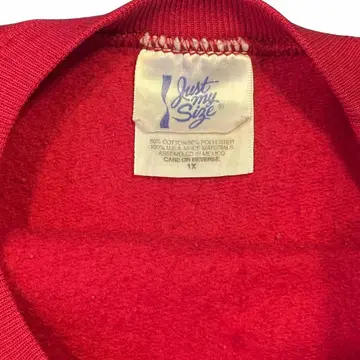 Just
my
Size®
50% COTTON/50% POLYESTER
100% U.S.A. MADE MATERIALS
ASSEMBLED IN MEXICO
CARE ON REVERSE
1X